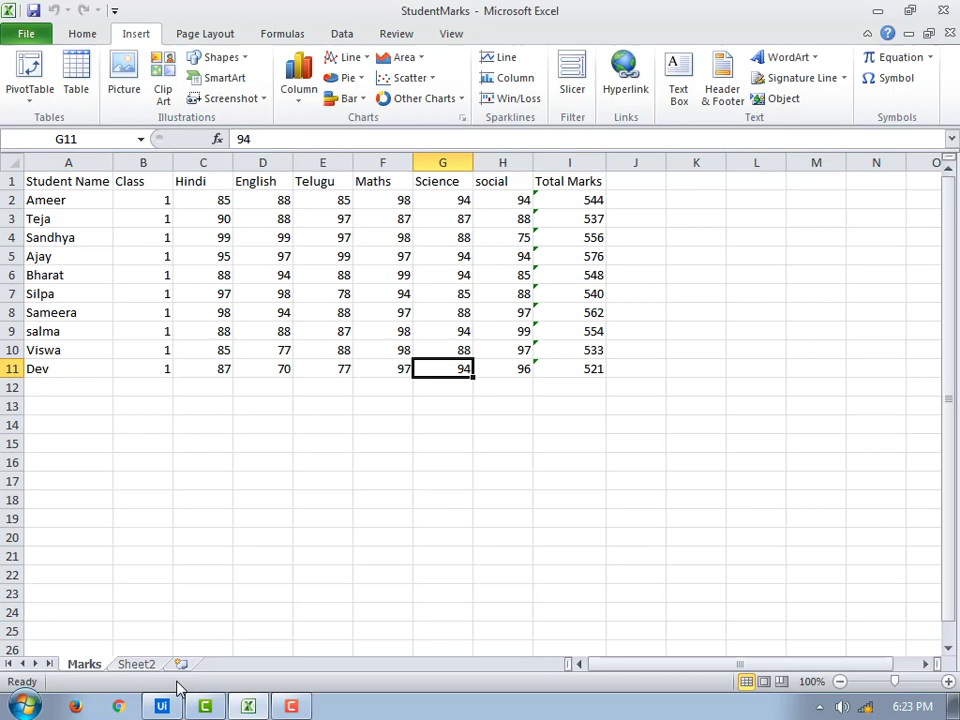 StudentMarks - Microsoft Excel
File Home Insert Page Layout Formulas Data Review View
PivotTable Table Picture Clip Art Shapes SmartArt Screenshot Column Line Pie Bar Area Scatter Other Charts Line Column Win/Loss Slicer Hyperlink Text Box Header & Footer WordArt Signature Line Object Equation Symbol
Tables Illustrations Charts Sparklines Filter Links Text Symbols
G11 fx 94
A B C D E F G H I J K L M N O
1 Student Name Class Hindi English Telugu Maths Science social Total Marks
2 Ameer 1 85 88 85 98 94 94 544
3 Teja 1 90 88 97 87 87 88 537
4 Sandhya 1 99 99 97 98 88 75 556
5 Ajay 1 95 97 99 97 94 94 576
6 Bharat 1 88 94 88 99 94 85 548
7 Silpa 1 97 98 78 94 85 88 540
8 Sameera 1 98 94 88 97 88 97 562
9 salma 1 88 88 87 98 94 99 554
10 Viswa 1 85 77 88 98 88 97 533
11 Dev 1 87 70 77 97 94 96 521
12
13
14
15
16
17
18
19
20
21
22
23
24
25
26
Marks Sheet2
Ready 100%
Ui C C 6:23 PM